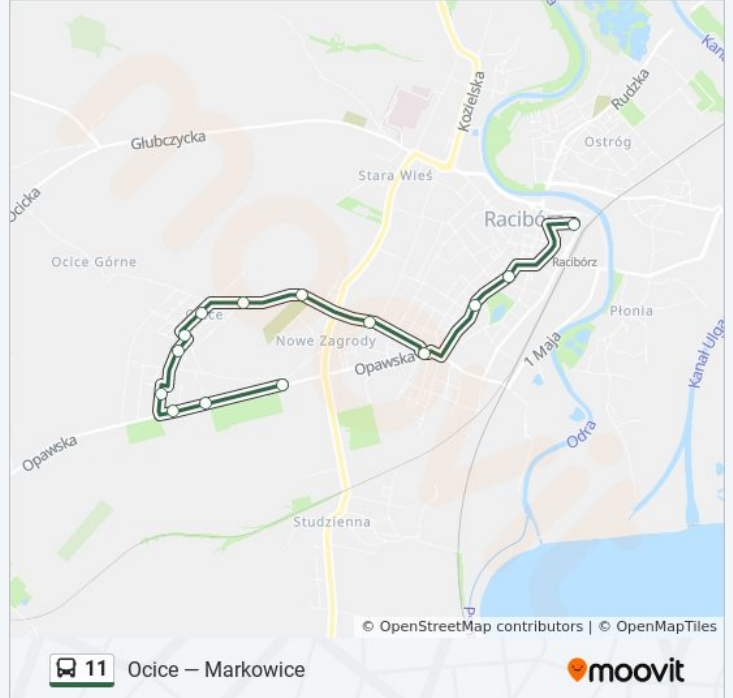 Kozielska
Rudzka
Głubczycka
Ostróg
Stara Wieś
ocicka
Racibórz
Ocice Górne
Racibórz
Płonia
Ocice
Nowe Zagrody
Opawska
1 Maja
Kanał Ulga
Opawska
Odra
Studzienna
moovit
© OpenStreetMap contributors | © OpenMapTiles
11 Ocice — Markowice
moovit